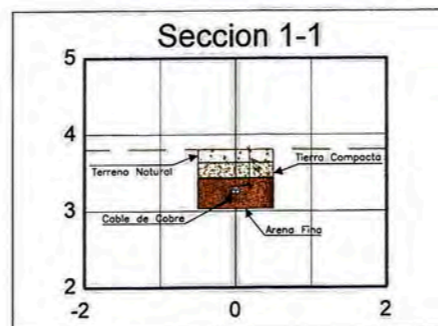 Seccion 1-1
5
4
Terreno Natural
Tierra Compacta
3
Cable de Cobre
Arena Fina
2
-2 0 2